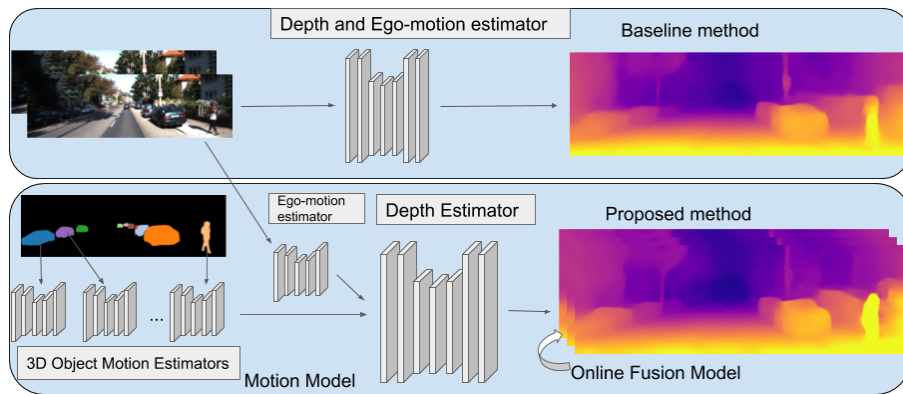 Depth and Ego-motion estimator
Baseline method
Ego-motion
estimator
Depth Estimator
Proposed method
...
3D Object Motion Estimators
Motion Model
Online Fusion Model